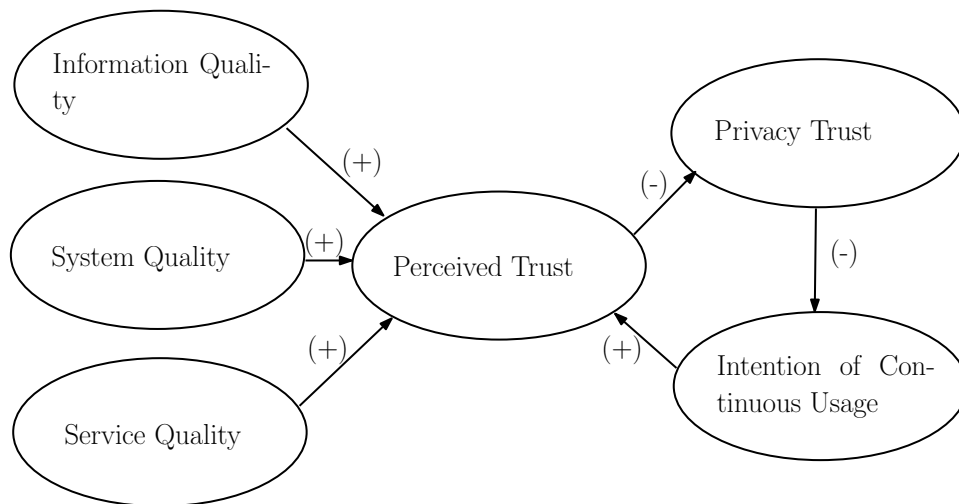 Information Quali-
ty
(+)
System Quality
(+)
Service Quality
(+)
Perceived Trust
(-)
Privacy Trust
(-)
Intention of Con-
tinuous Usage
(+)